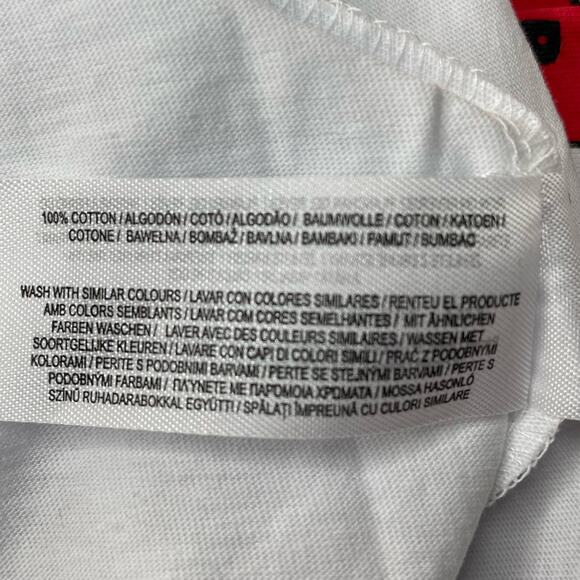 100% COTTON / ALGODÓN / COTÓ / ALGODÃO / BAUMWOLLE / COTON / KATOEN /
COTONE / BAWEŁNA / BOMBAŽ / BAVLNA / BAMBAKI / PAMUT / BUMBAC
WASH WITH SIMILAR COLOURS / LAVAR CON COLORES SIMILARES / RENTEU EL PRODUCTE
AMB COLORS SEMBLANTS / LAVAR COM CORES SEMELHANTES / MIT ÄHNLICHEN
FARBEN WASCHEN / LAVER AVEC DES COULEURS SIMILAIRES / WASSEN MET
SOORTGELIJKE KLEUREN / LAVARE CON CAPI DI COLORI SIMILI / PRAĆ Z PODOBNYMI
KOLORAMI / PERITE S PODOBNIMI BARVAMI / PERTE SE STEJNÝMI BARVAMI / PERTE S
PODOBNÝMI FARBAMI / ΠΛΥΝΕΤΕ ΜΕ ΠΑΡΟΜΟΙΑ ΧΡΩΜΑΤΑ / MOSSA HASONLÓ
SZÍNŰ RUHADARABOKKAL EGYÜTT / SPĂLAȚI ÎMPREUNĂ CU CULORI SIMILARE